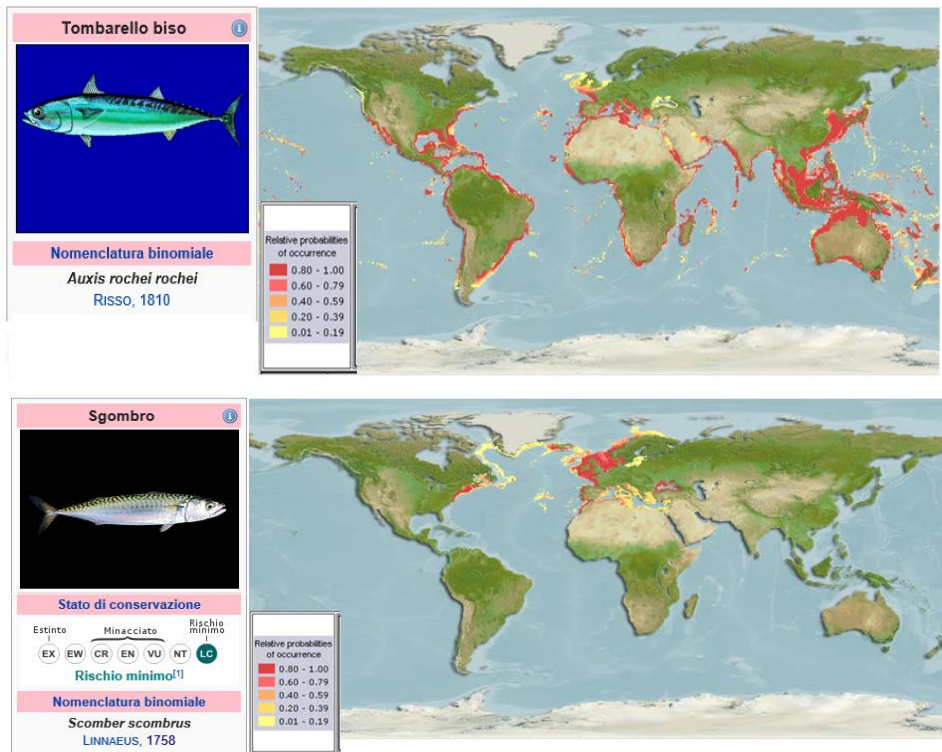 Tombarello biso
Nomenclatura binomiale
Auxis rochei rochei
RISSO, 1810
Relative probabilities
of occurrence
0.80 - 1.00
0.60 - 0.79
0.40 - 0.59
0.20 - 0.39
0.01 - 0.19
Sgombro
Stato di conservazione
Estinto Minacciato Rischio minimo
EX EW CR EN VU NT LC
Rischio minimo[1]
Nomenclatura binomiale
Scomber scombrus
LINNAEUS, 1758
Relative probabilities
of occurrence
0.80 - 1.00
0.60 - 0.79
0.40 - 0.59
0.20 - 0.39
0.01 - 0.19